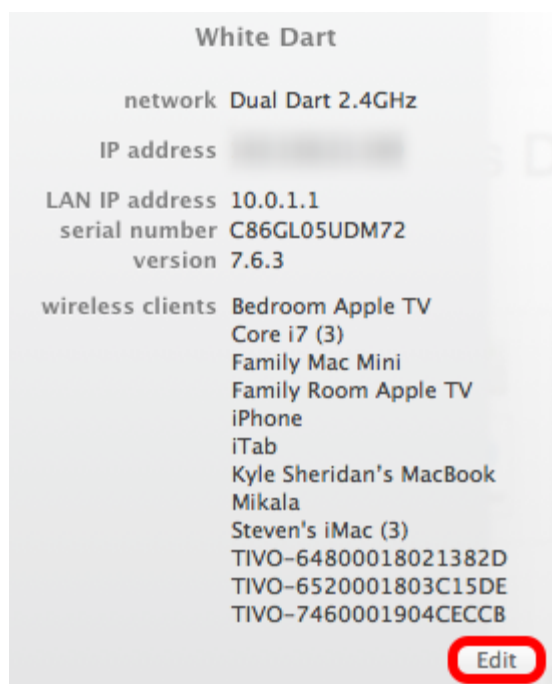 White Dart
network Dual Dart 2.4GHz
IP address
LAN IP address 10.0.1.1
serial number C86GL05UDM72
version 7.6.3
wireless clients Bedroom Apple TV
Core i7 (3)
Family Mac Mini
Family Room Apple TV
iPhone
iTab
Kyle Sheridan’s MacBook
Mikala
Steven's iMac (3)
TIVO-64800018021382D
TIVO-6520001803C15DE
TIVO-7460001904CECCB
Edit